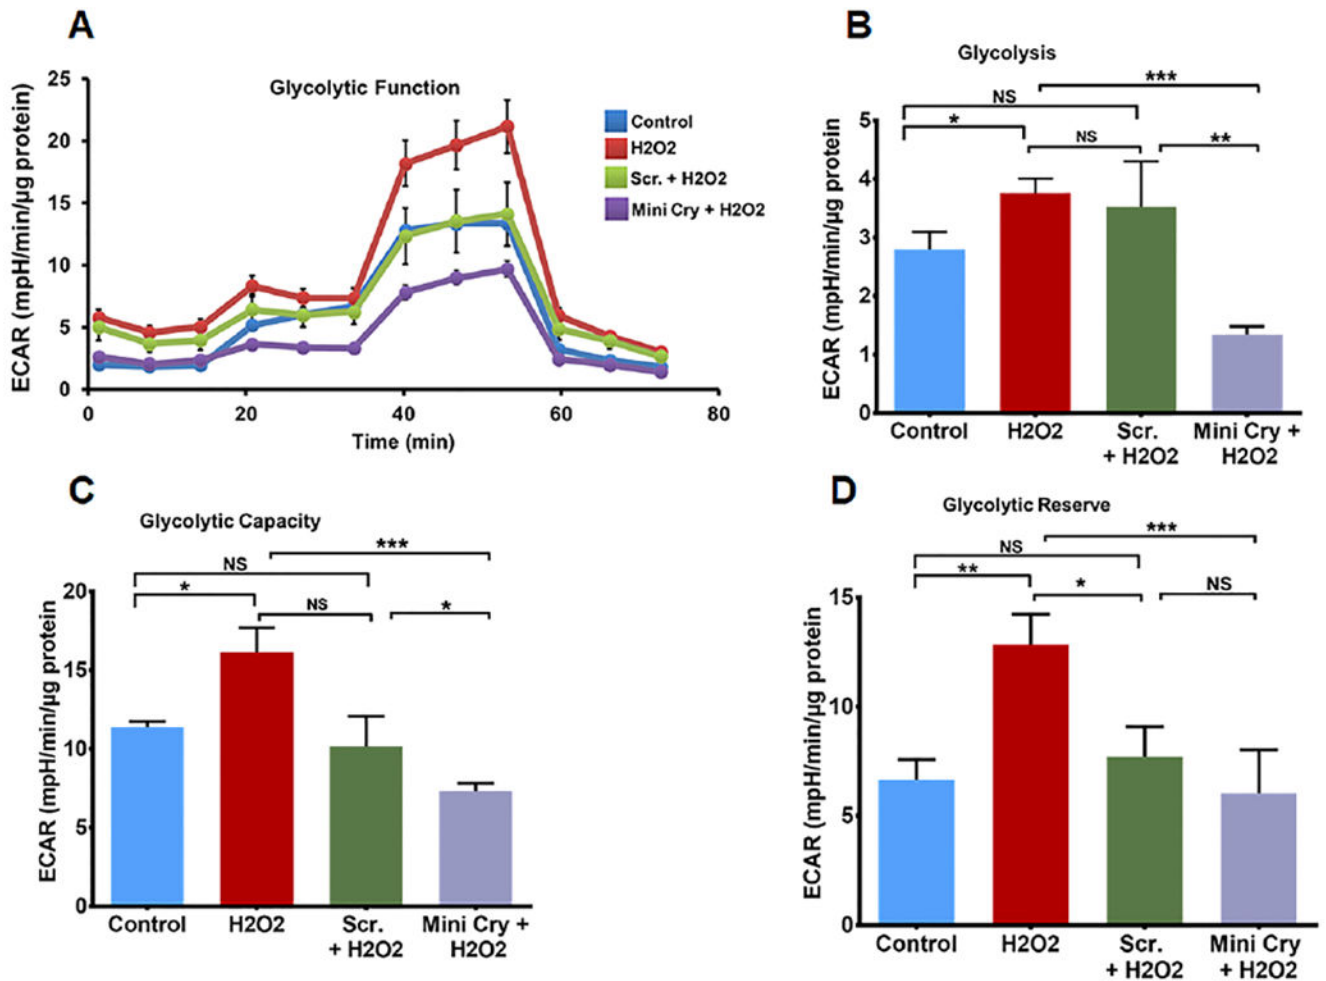 A
Glycolytic Function
ECAR (mpH/min/µg protein)
25
20
15
10
5
0
0
20
40
60
80
Time (min)
Control
H2O2
Scr. + H2O2
Mini Cry + H2O2
B
Glycolysis
***
NS
*
NS
**
ECAR (mpH/min/µg protein
5
4
3
2
1
0
Control
H2O2
Scr.
+ H2O2
Mini Cry +
H2O2
C
Glycolytic Capacity
***
NS
*
NS
*
ECAR (mpH/min/µg protein
20
15
10
5
0
Control
H2O2
Scr.
+ H2O2
Mini Cry +
H2O2
D
Glycolytic Reserve
***
NS
**
*
NS
ECAR (mpH/min/µg protein
15
10
5
0
Control
H2O2
Scr.
+ H2O2
Mini Cry
+ H2O2